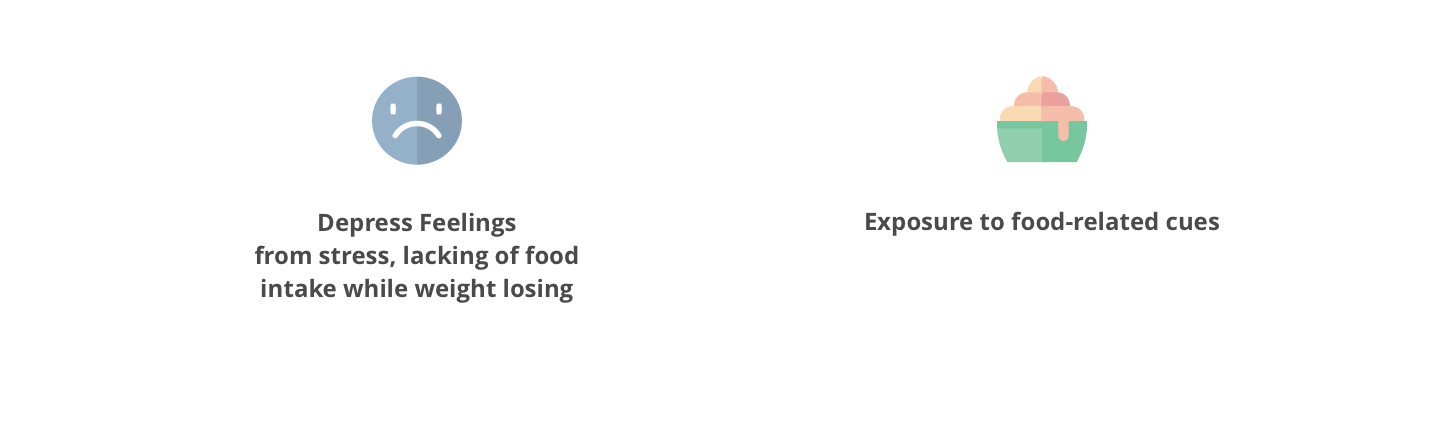 Depress Feelings
from stress, lacking of food
intake while weight losing
Exposure to food-related cues